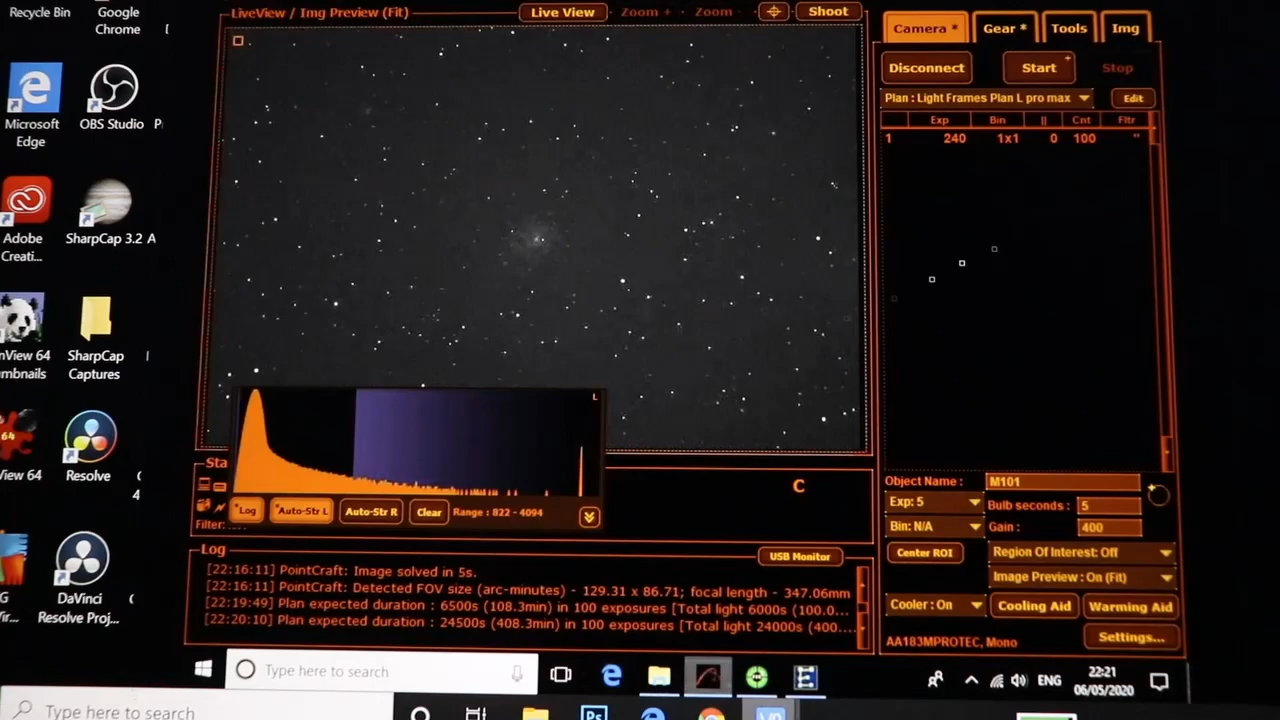 Recycle Bin
Google
Chrome
Microsoft
Edge
OBS Studio
Adobe
Creati...
SharpCap 3.2 A
SharpCap
Captures
Resolve
DaVinci
Resolve Proj...
LiveView / Img Preview (Fit)
Live View
Zoom +
Zoom -
Shoot
Camera *
Gear *
Tools
Img
Disconnect
Start
Stop
Plan : Light Frames Plan L pro max
Edit
Exp Bin || Cnt Fltr
1 240 1x1 0 100 "
L
Log
Auto-Str L
Auto-Str R
Clear
Range : 822 - 4094
Filter:
C
Log
USB Monitor
[22:16:11] PointCraft: Image solved in 5s.
[22:16:11] PointCraft: Detected FOV size (arc-minutes) - 129.31 x 86.71; focal length - 347.06mm
[22:19:49] Plan expected duration : 6500s (108.3min) in 100 exposures [Total light 6000s (100.0...
[22:20:10] Plan expected duration : 24500s (408.3min) in 100 exposures [Total light 24000s (400....
Object Name : M101
Exp: 5
Bulb seconds : 5
Bin: N/A
Gain : 400
Center ROI
Region Of Interest: Off
Image Preview : On (Fit)
Cooler : On
Cooling Aid
Warming Aid
AA183MPROTEC, Mono
Settings...
Type here to search
ENG
22:21
06/05/2020
Type here to search